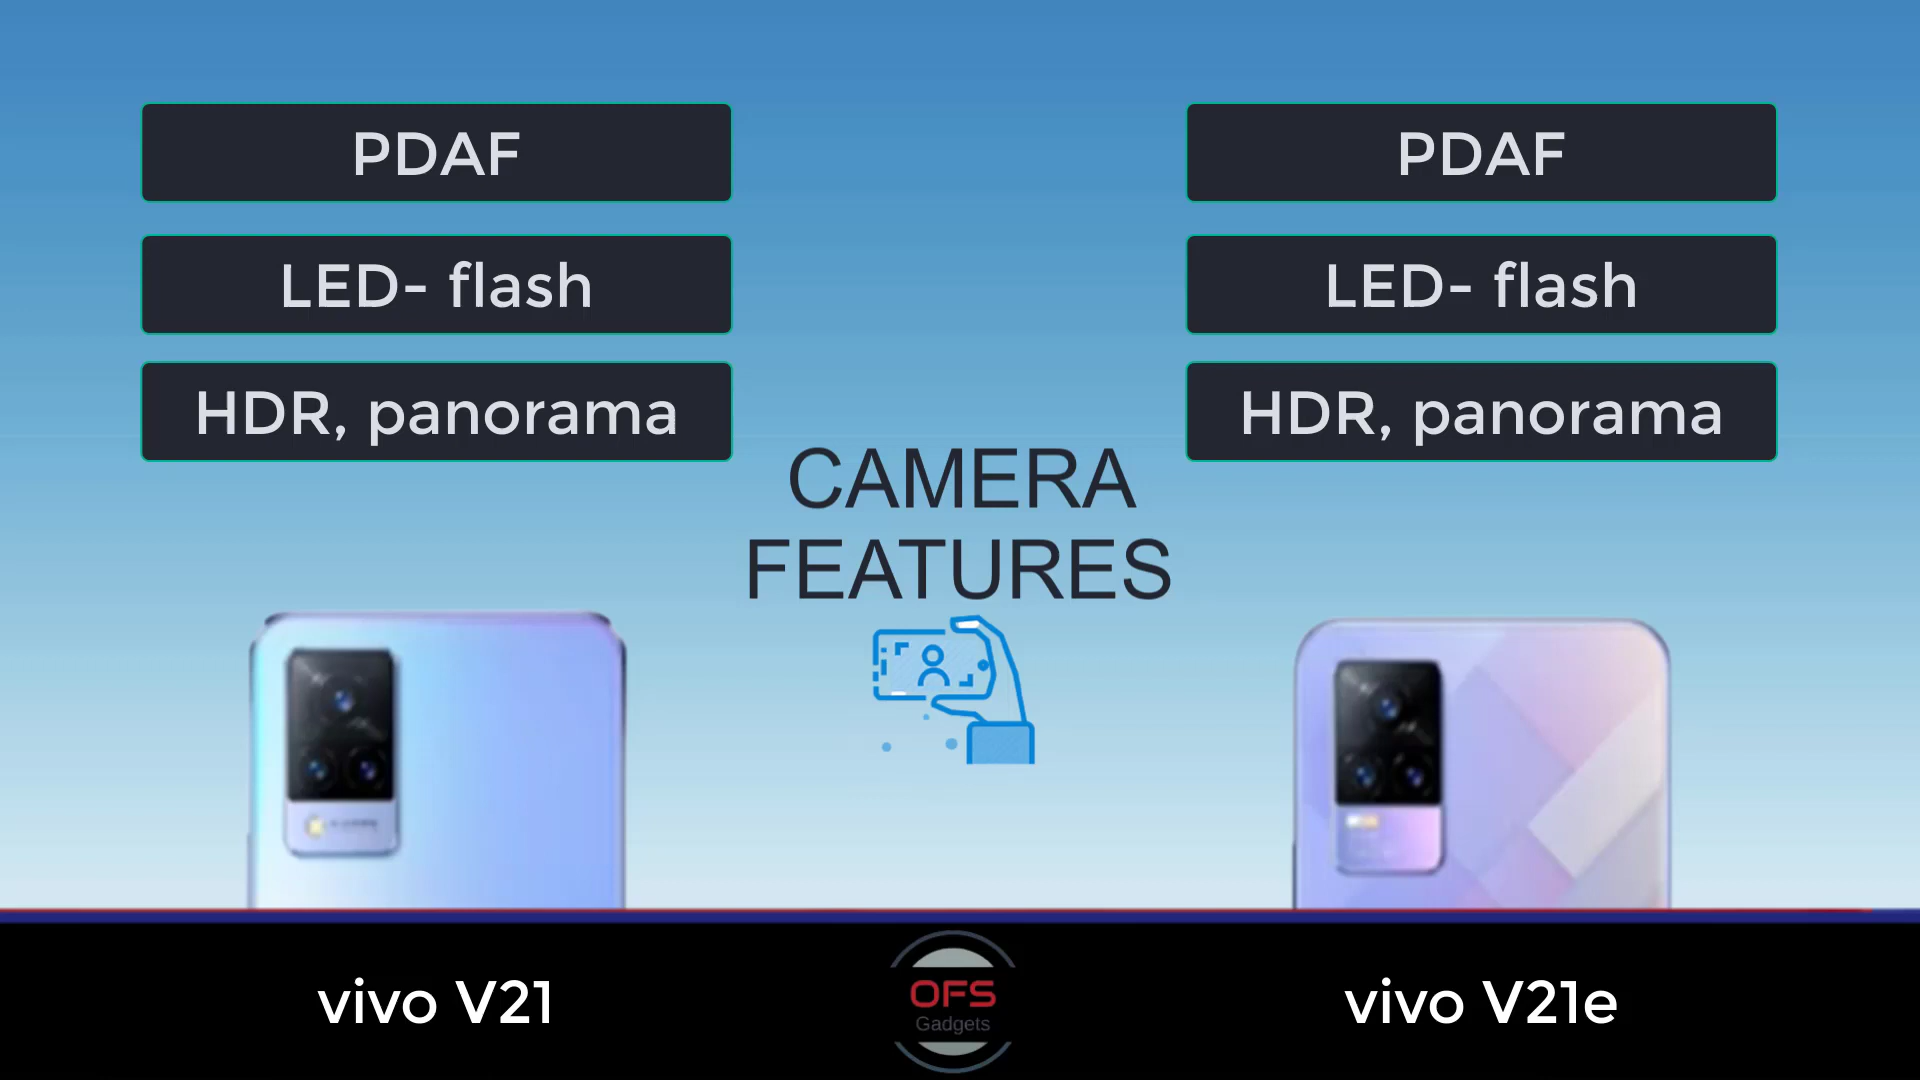 PDAF
LED- flash
HDR, panorama
PDAF
LED- flash
HDR, panorama
CAMERA
FEATURES
vivo V21
OFS
Gadgets
vivo V21e